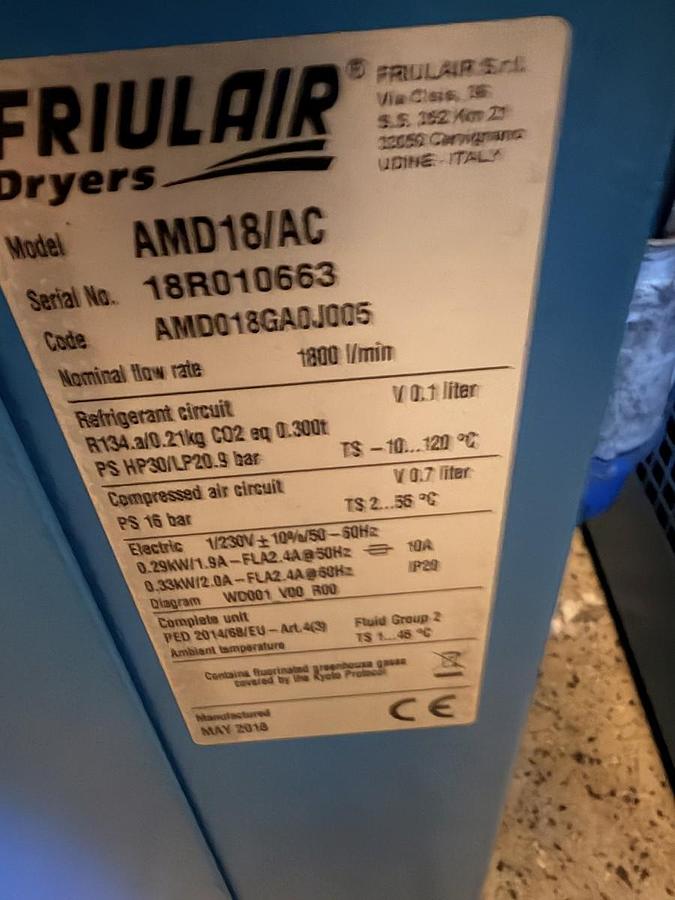 FRIULAIR®
Dryers
FRIULAIR S.r.l.
Via Cisis, 36
S.S. 352 Km 21
33050 Cervignano
UDINE - ITALY
Model AMD18/AC
Serial No. 18R010663
Code AMD018GA0J005
Nominal flow rate 1800 l/min
Refrigerant circuit V 0.1 liter
R134.a/0.21kg CO2 eq 0.300t
PS HP30/LP20.9 bar TS -10...120 °C
Compressed air circuit V 0.7 liter
PS 16 bar TS 2...55 °C
Electric 1/230V ± 10%/50 - 60Hz
0.29kW/1.9A - FLA2.4A@50Hz 10A
0.33kW/2.0A - FLA2.4A@60Hz IP20
Diagram WD001_V00_R00
Complete unit
PED 2014/68/EU - Art.4(3) Fluid Group 2
Ambient temperature TS 1...45 °C
Contains fluorinated greenhouse gases
covered by the Kyoto Protocol
Manufactured
MAY 2018
CE